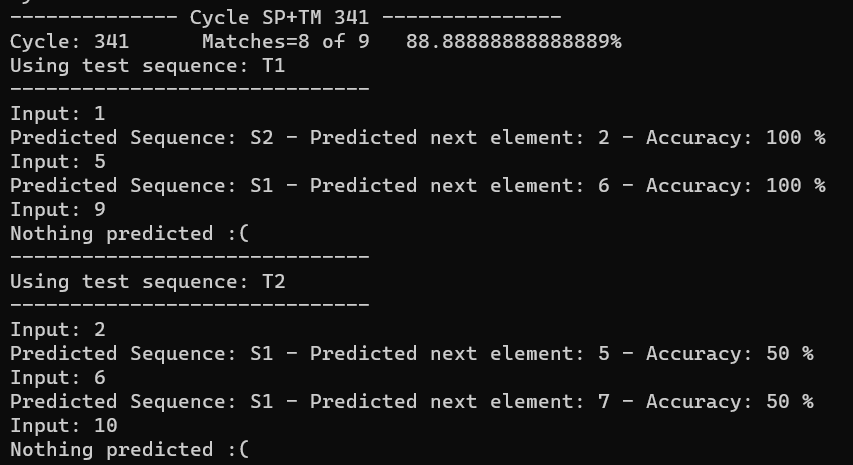 -------------- Cycle SP+TM 341 ---------------
Cycle: 341      Matches=8 of 9   88.88888888888889%
Using test sequence: T1
------------------------------
Input: 1
Predicted Sequence: S2 - Predicted next element: 2 - Accuracy: 100 %
Input: 5
Predicted Sequence: S1 - Predicted next element: 6 - Accuracy: 100 %
Input: 9
Nothing predicted :(
------------------------------
Using test sequence: T2
------------------------------
Input: 2
Predicted Sequence: S1 - Predicted next element: 5 - Accuracy: 50 %
Input: 6
Predicted Sequence: S1 - Predicted next element: 7 - Accuracy: 50 %
Input: 10
Nothing predicted :(